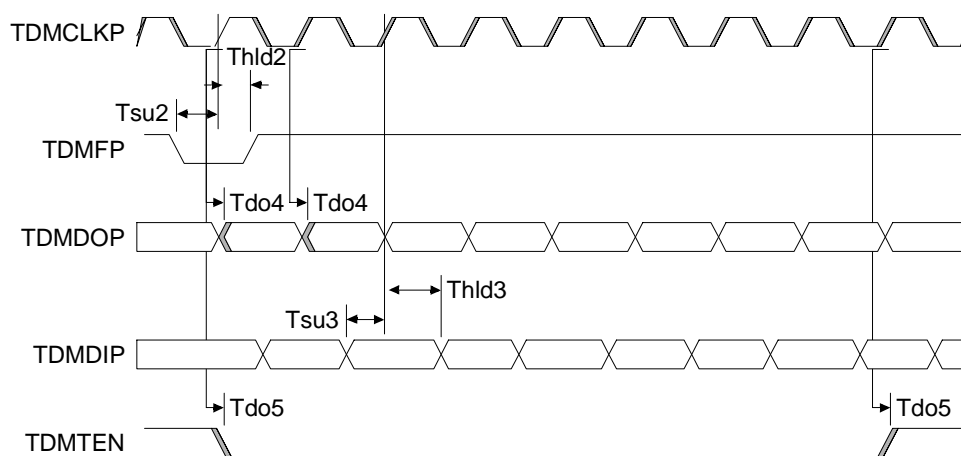 TDMCLKP
Thld2
Tsu2
TDMFP
Tdo4 Tdo4
TDMDOP
Thld3
Tsu3
TDMDIP
Tdo5 Tdo5
TDMTEN